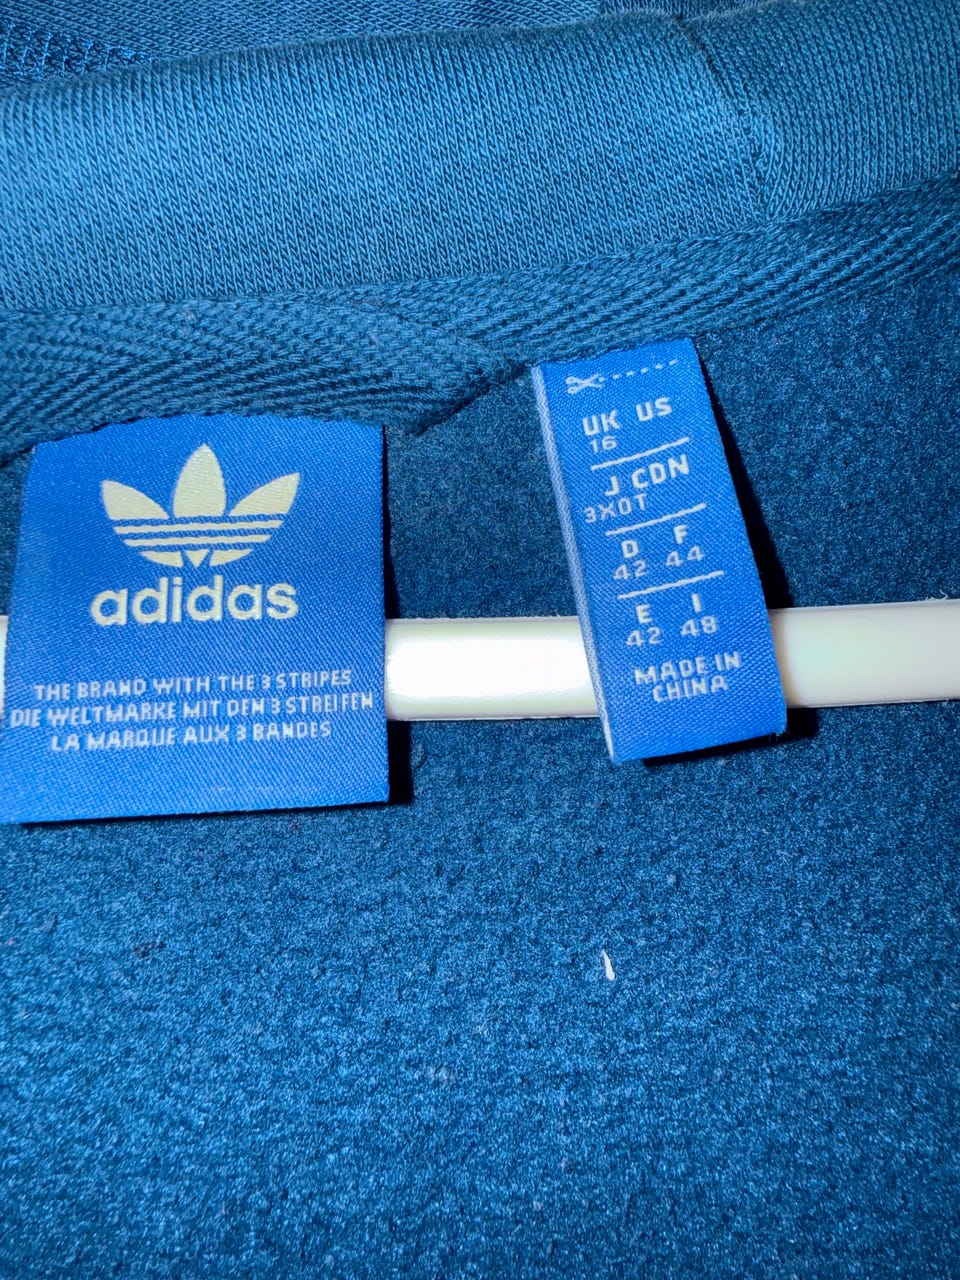 adidas
THE BRAND WITH THE 3 STRIPES
DIE WELTMARKE MIT DEN 3 STREIFEN
LA MARQUE AUX 3 BANDES
UK US
16
J CDN
3XOT
D F
42 44
E I
42 48
MADE IN
CHINA